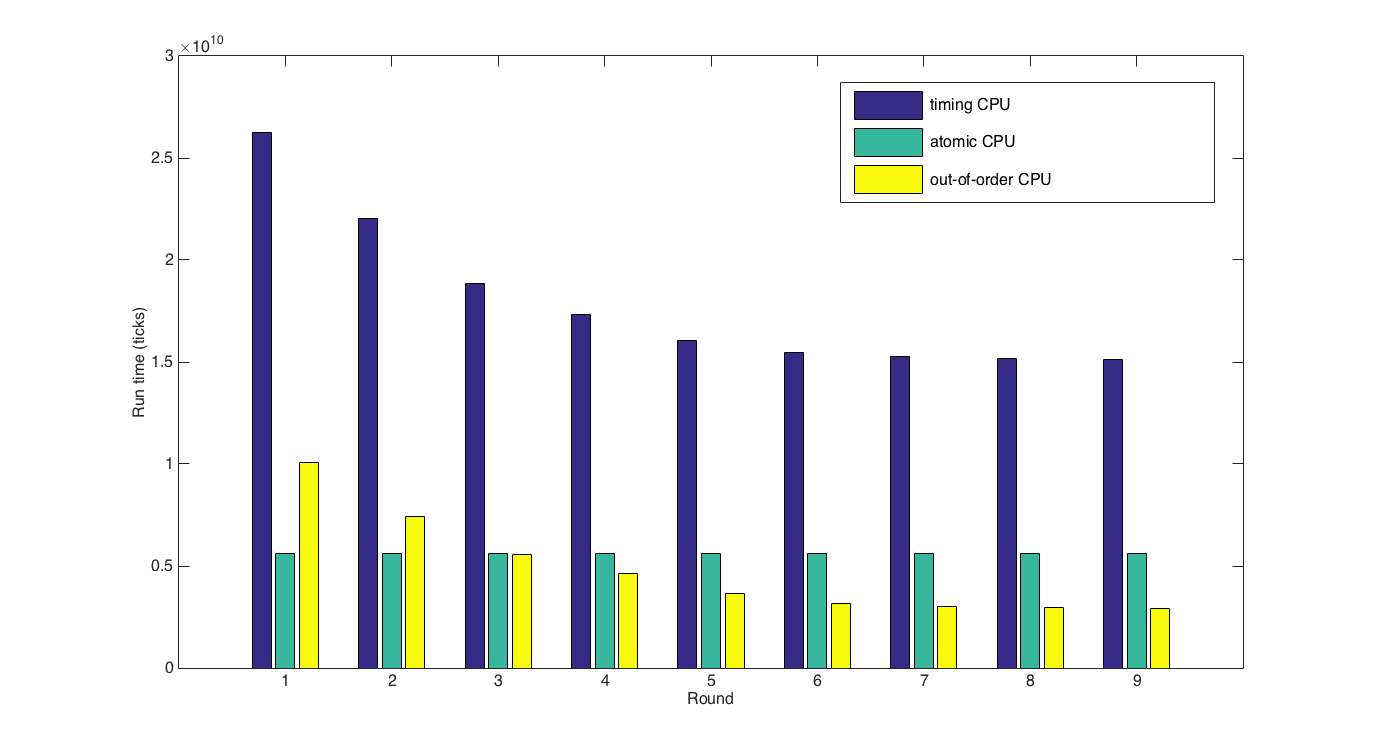 ×10^10
3
2.5
2
1.5
1
0.5
0
Run time (ticks)
timing CPU
atomic CPU
out-of-order CPU
1 2 3 4 5 6 7 8 9
Round